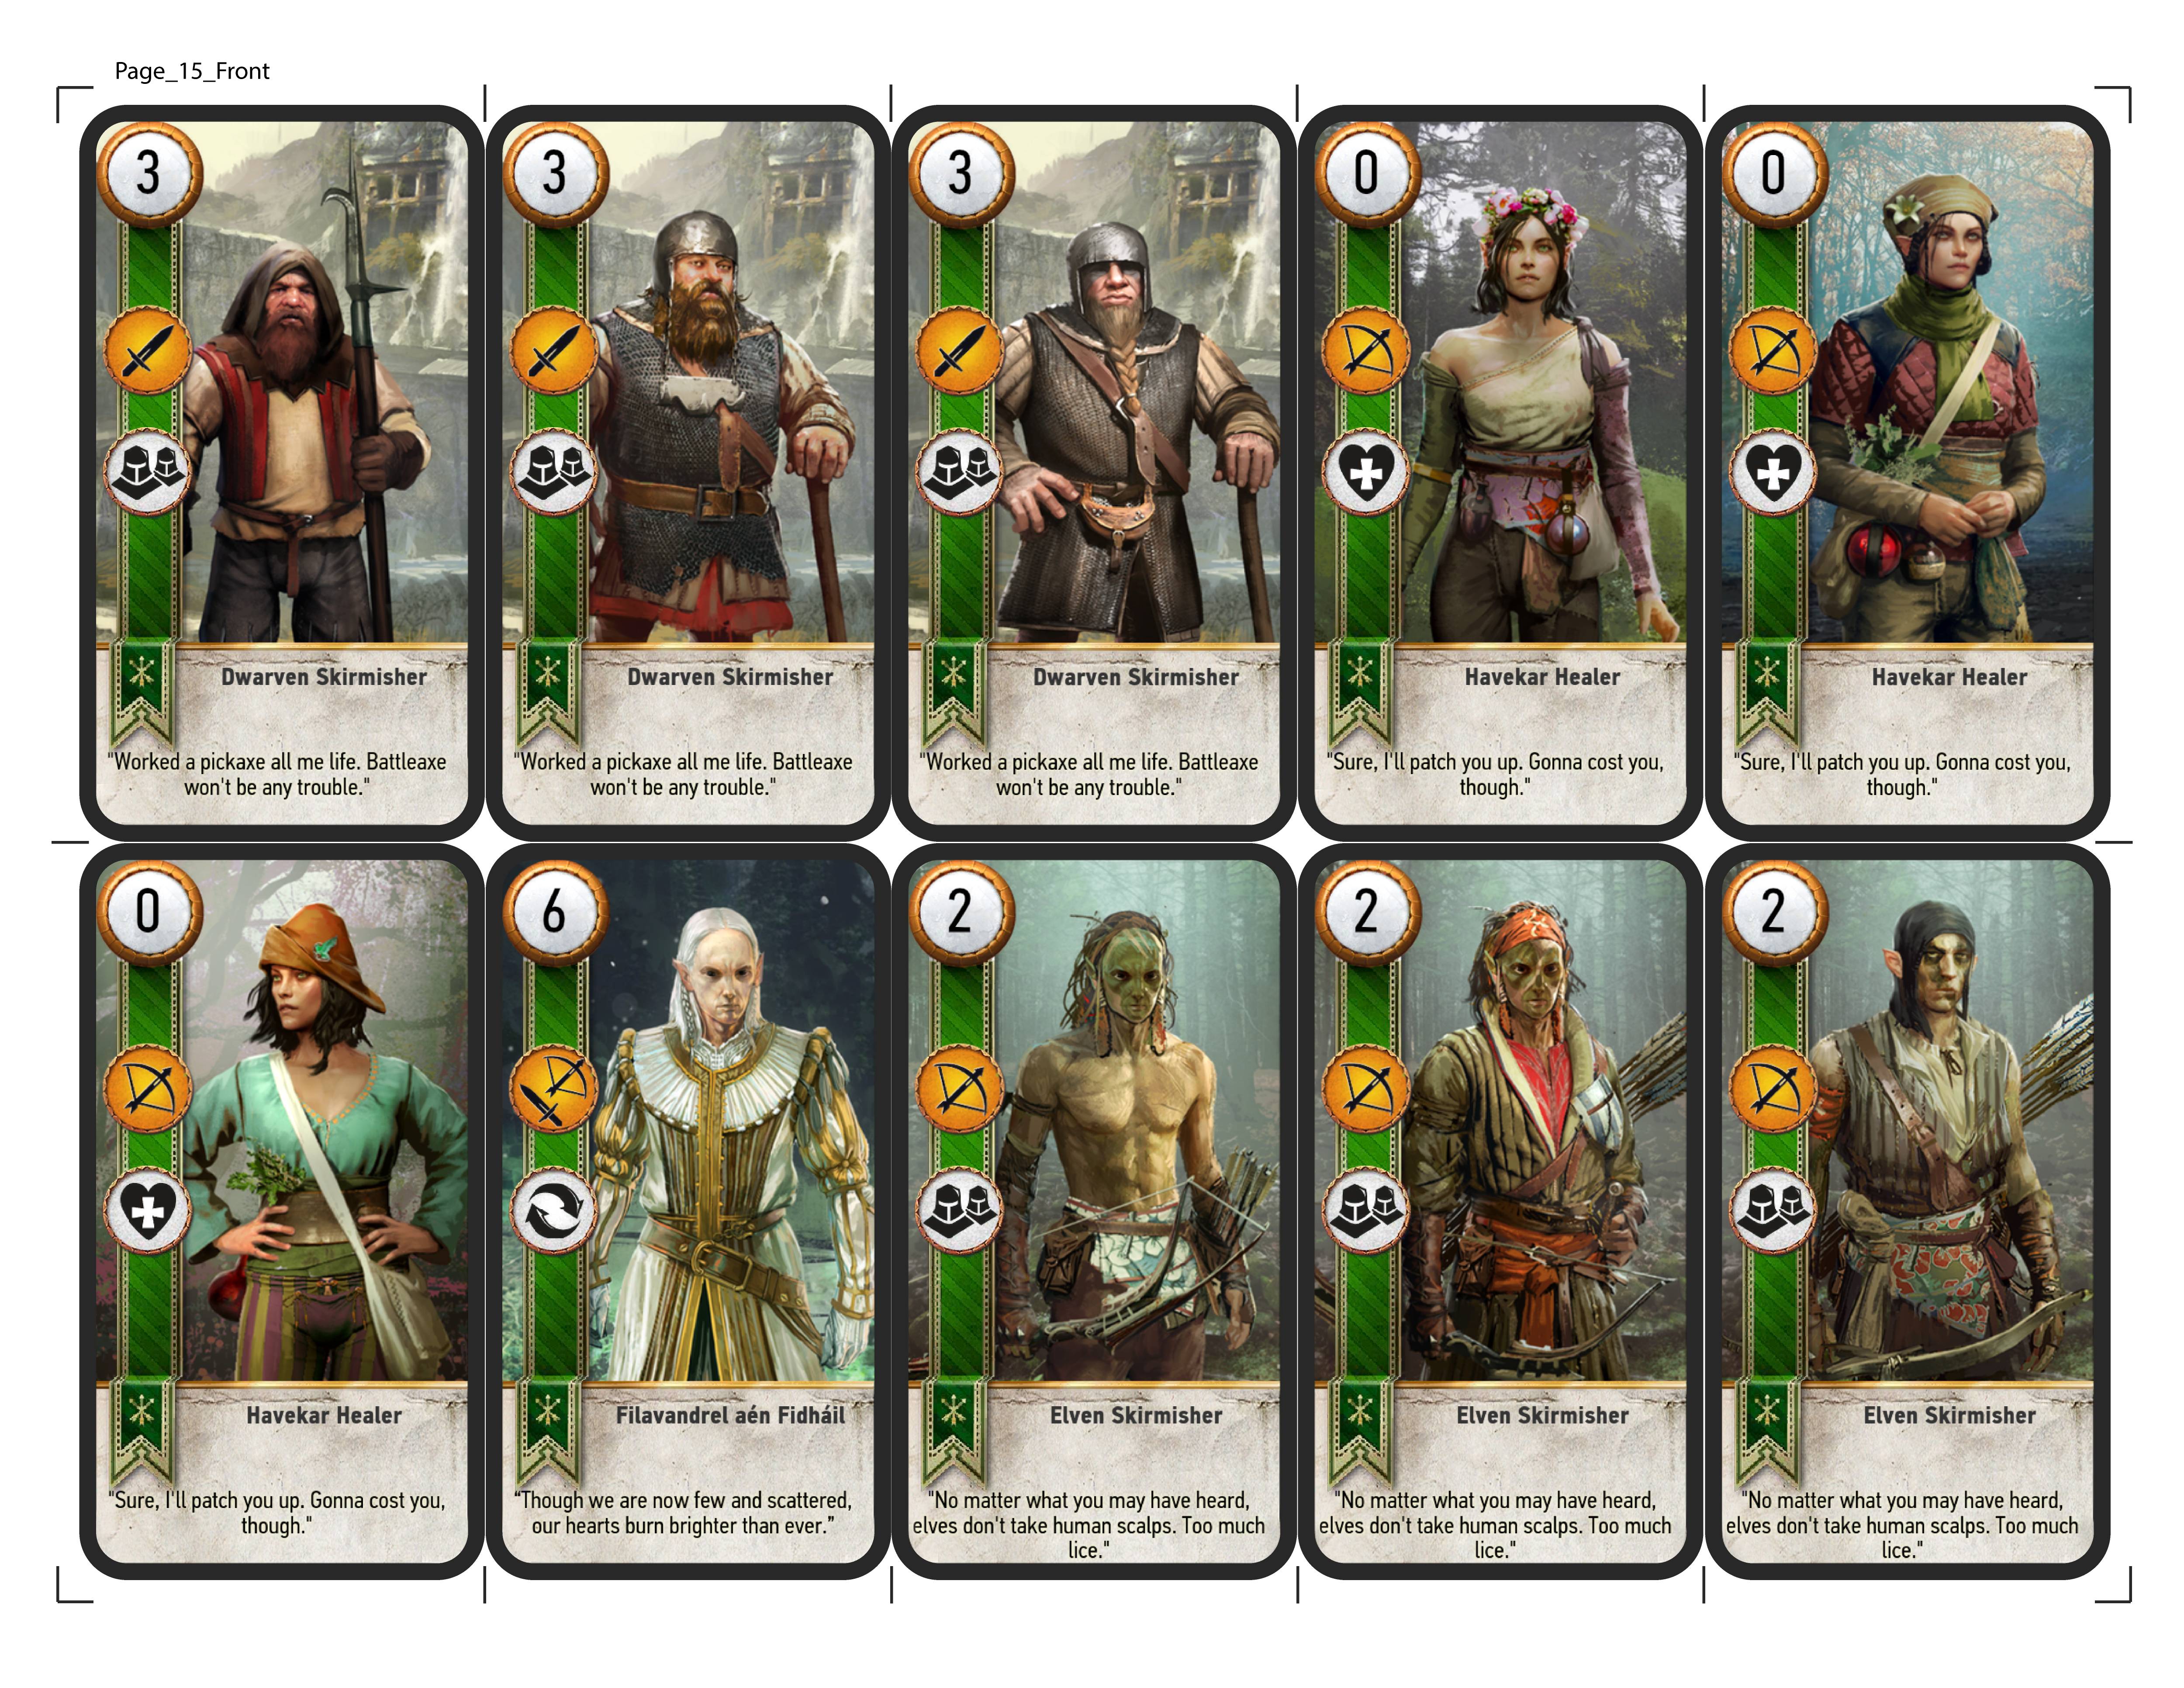 Page_15_Front
3
Dwarven Skirmisher
"Worked a pickaxe all me life. Battleaxe
won't be any trouble."
3
Dwarven Skirmisher
"Worked a pickaxe all me life. Battleaxe
won't be any trouble."
3
Dwarven Skirmisher
"Worked a pickaxe all me life. Battleaxe
won't be any trouble."
0
Havekar Healer
"Sure, I'll patch you up. Gonna cost you,
though."
0
Havekar Healer
"Sure, I'll patch you up. Gonna cost you,
though."
0
Havekar Healer
"Sure, I'll patch you up. Gonna cost you,
though."
6
Filavandrel aén Fidháil
“Though we are now few and scattered,
our hearts burn brighter than ever.”
2
Elven Skirmisher
"No matter what you may have heard,
elves don't take human scalps. Too much
lice."
2
Elven Skirmisher
"No matter what you may have heard,
elves don't take human scalps. Too much
lice."
2
Elven Skirmisher
"No matter what you may have heard,
elves don't take human scalps. Too much
lice."